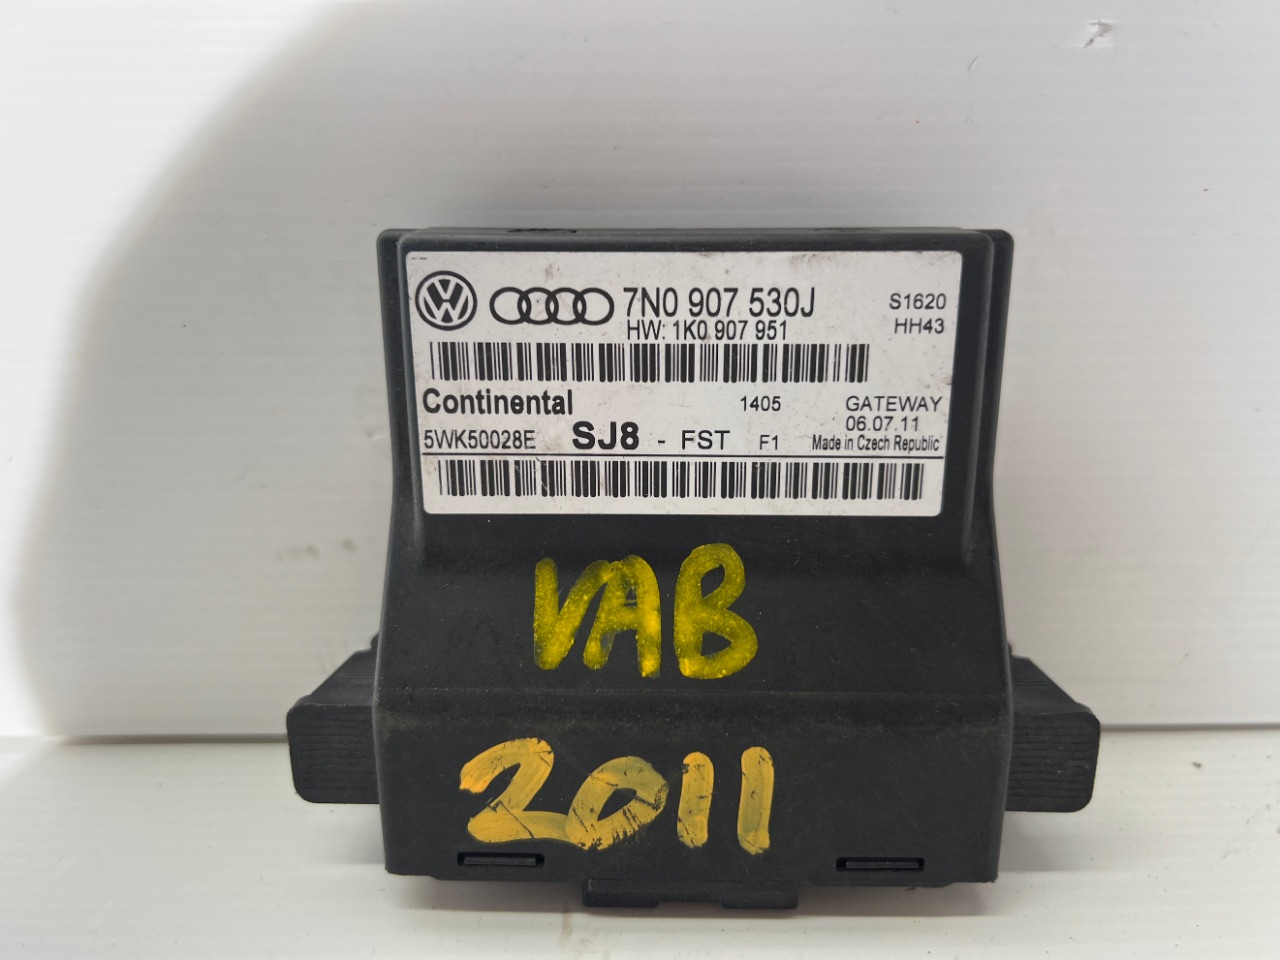 7N0 907 530J
HW: 1K0 907 951
S1620
HH43
Continental
1405
GATEWAY
06.07.11
5WK50028E SJ8 - FST F1 Made in Czech Republic
VAB
2011